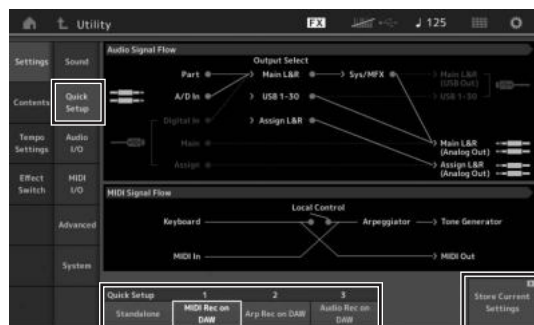 Utility
FX
♩ 125
Settings
Sound
Contents
Quick
Setup
Tempo
Settings
Audio
I/O
Effect
Switch
MIDI
I/O
Advanced
System
Audio Signal Flow
Output Select
Part
Main L&R
Sys/MFX
Main L&R
(USB Out)
A/D In
USB 1-30
USB 1-30
Digital In
Assign L&R
Main
Main L&R
(Analog Out)
Assign
Assign L&R
(Analog Out)
MIDI Signal Flow
Local Control
Keyboard
Arpeggiator
Tone Generator
MIDI In
MIDI Out
Quick Setup
1
2
3
Standalone
MIDI Rec on
DAW
Arp Rec on DAW
Audio Rec on
DAW
Store Current
Settings